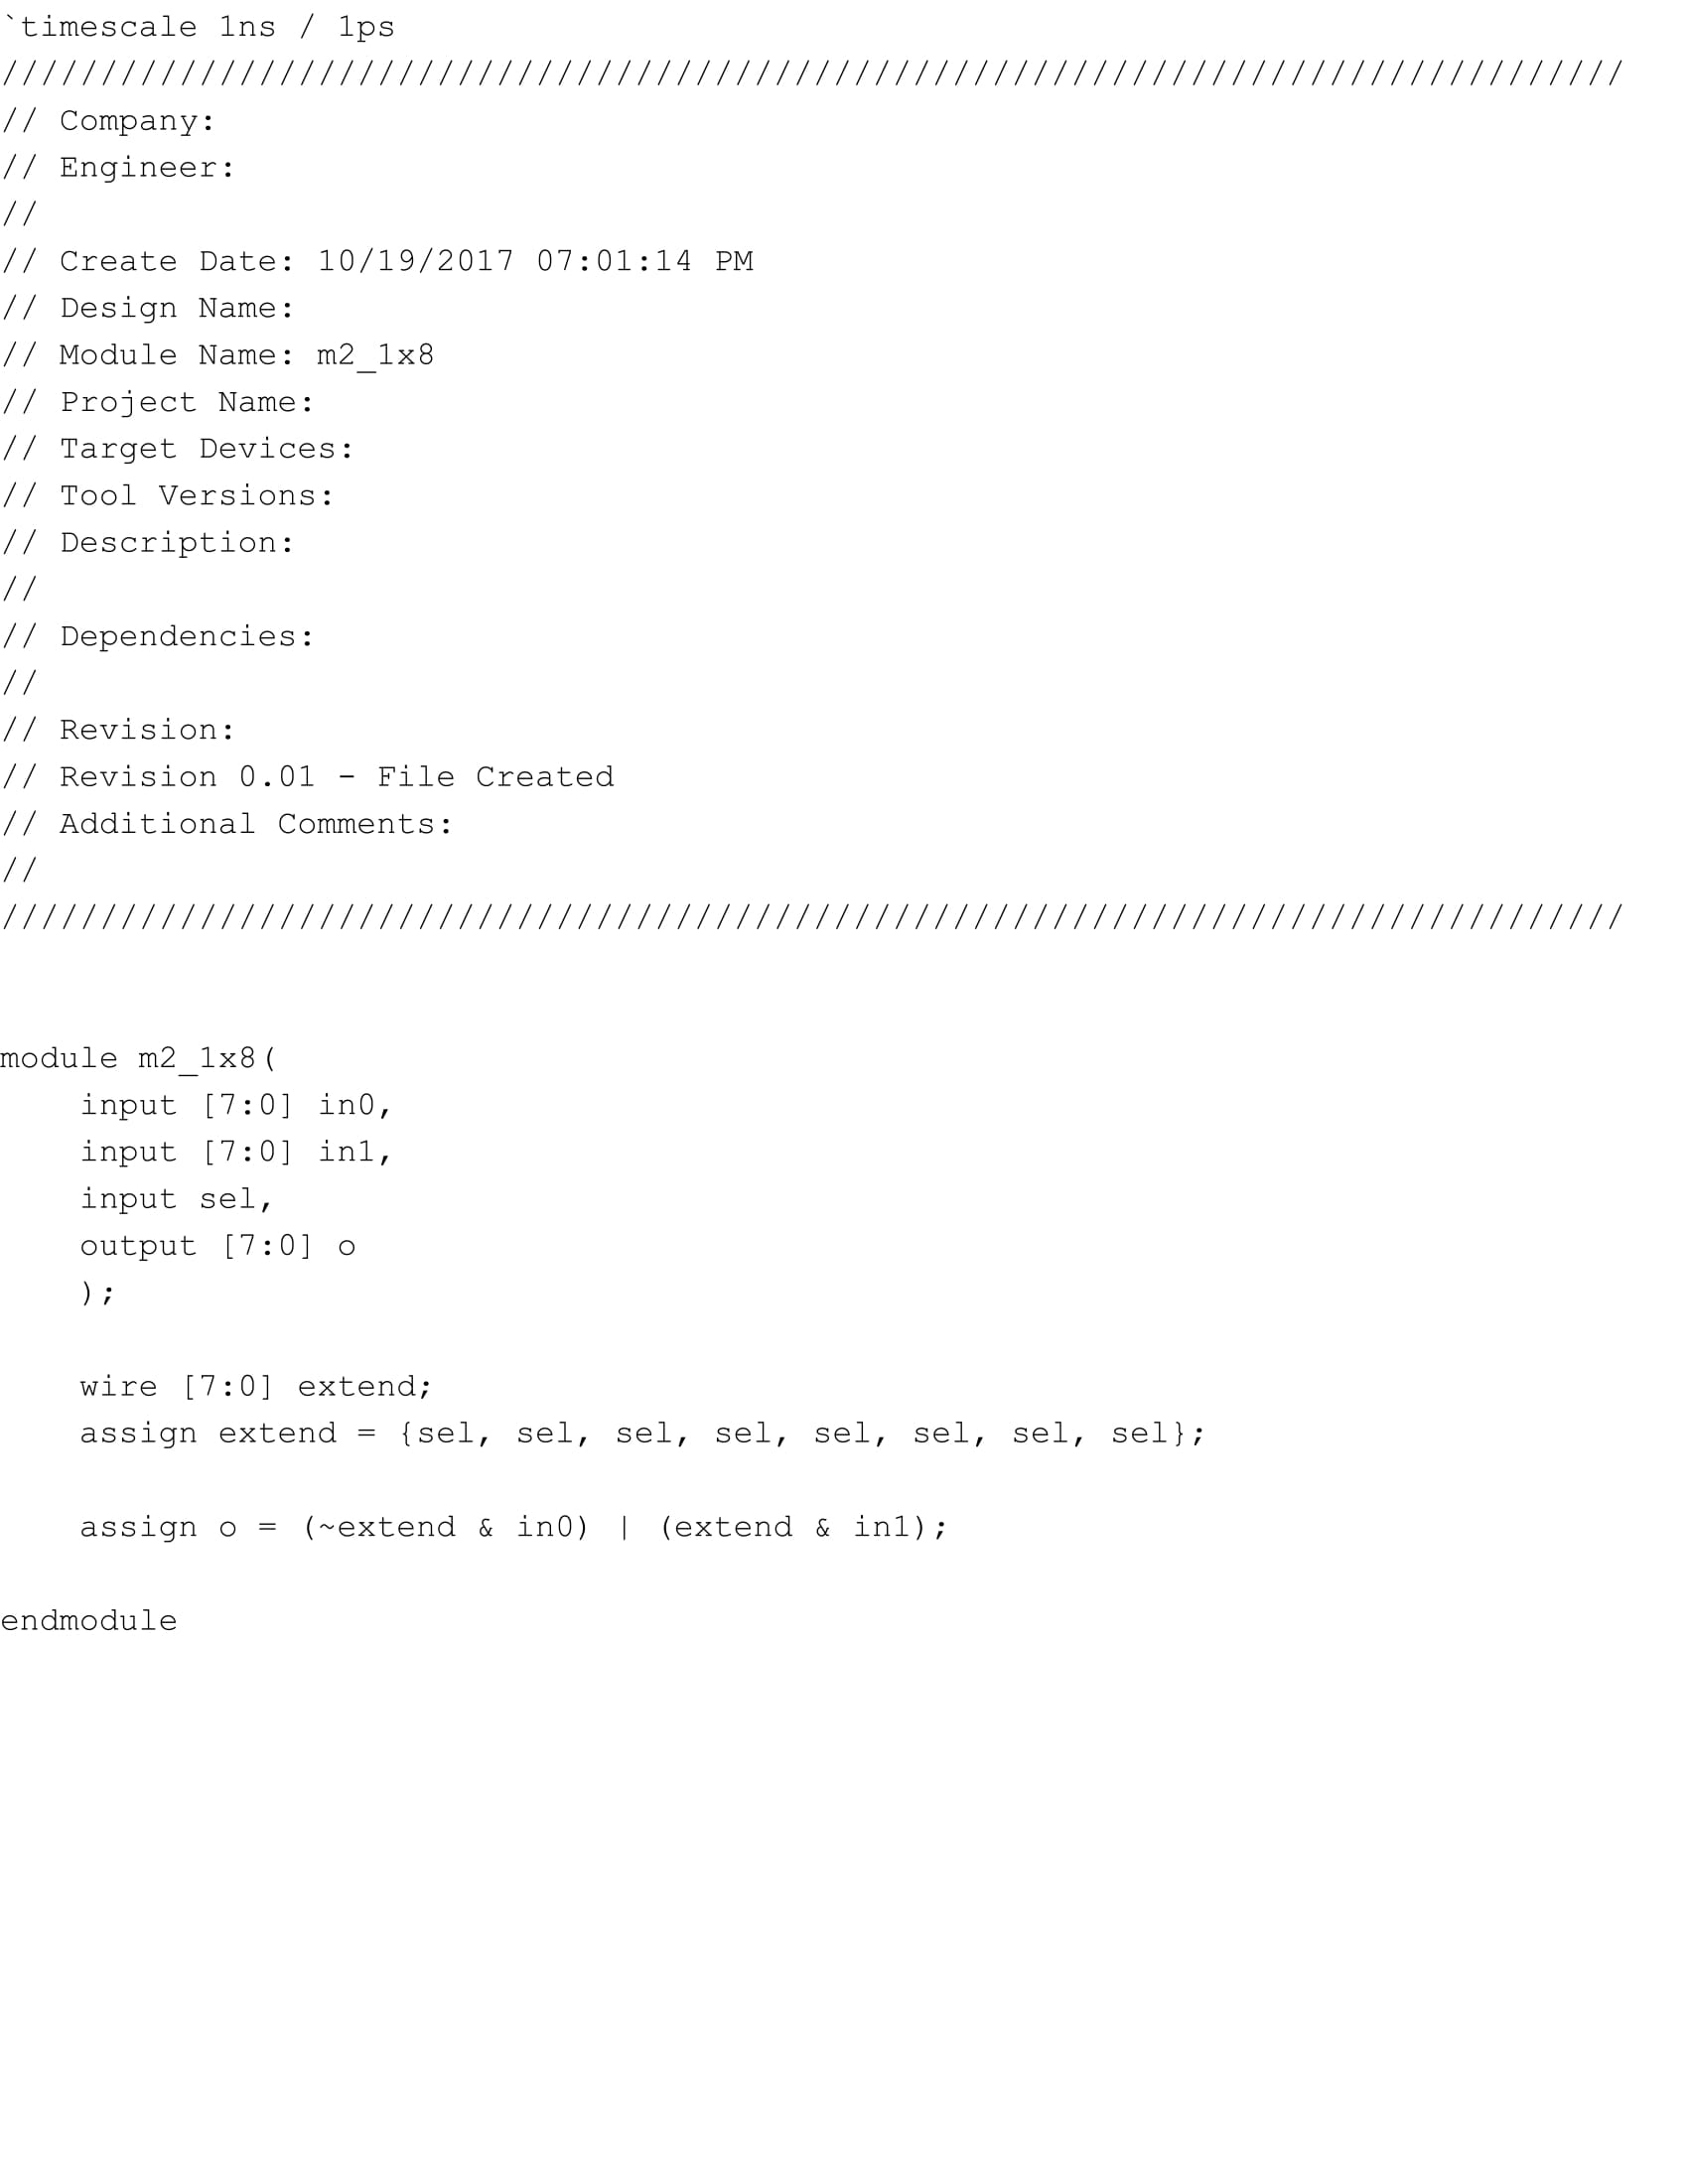 `timescale 1ns / 1ps
//////////////////////////////////////////////////////////////////////////////////
// Company:
// Engineer:
//
// Create Date: 10/19/2017 07:01:14 PM
// Design Name:
// Module Name: m2_1x8
// Project Name:
// Target Devices:
// Tool Versions:
// Description:
//
// Dependencies:
//
// Revision:
// Revision 0.01 - File Created
// Additional Comments:
//
//////////////////////////////////////////////////////////////////////////////////
module m2_1x8(
    input [7:0] in0,
    input [7:0] in1,
    input sel,
    output [7:0] o
    );
    wire [7:0] extend;
    assign extend = {sel, sel, sel, sel, sel, sel, sel, sel};
    assign o = (~extend & in0) | (extend & in1);
endmodule